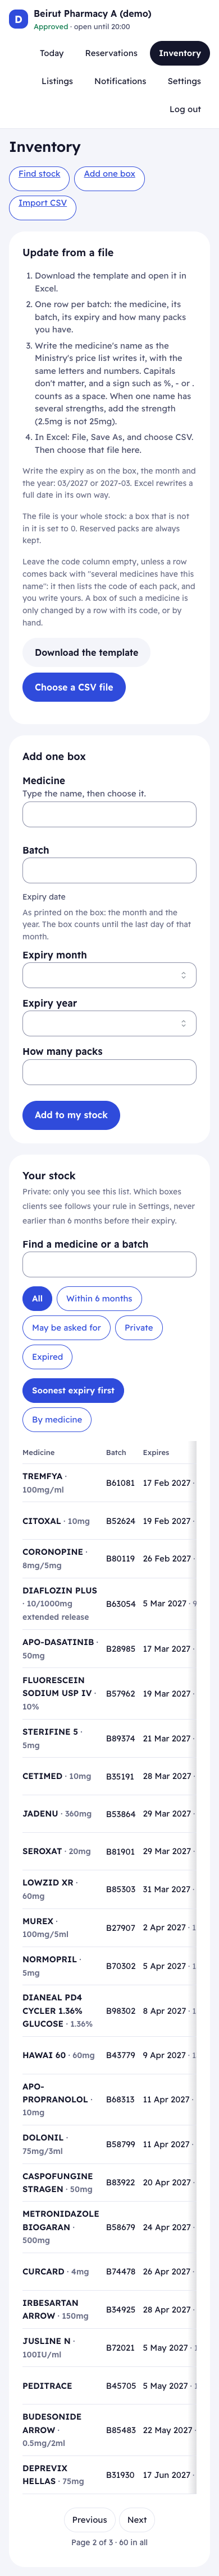 D
Beirut Pharmacy A (demo)
Approved · open until 20:00
Today
Reservations
Inventory
Listings
Notifications
Settings
Log out
Inventory
Find stock
Add one box
Import CSV
Update from a file
1. Download the template and open it in
Excel.
2. One row per batch: the medicine, its
batch, its expiry and how many packs
you have.
3. Write the medicine's name as the
Ministry's price list writes it, with the
same letters and numbers. Capitals
don't matter, and a sign such as %, - or .
counts as a space. When one name has
several strengths, add the strength
(2.5mg is not 25mg).
4. In Excel: File, Save As, and choose CSV.
Then choose that file here.
Write the expiry as on the box, the month and
the year: 03/2027 or 2027-03. Excel rewrites a
full date in its own way.
The file is your whole stock: a box that is not
in it is set to 0. Reserved packs are always
kept.
Leave the code column empty, unless a row
comes back with "several medicines have this
name": it then lists the code of each pack, and
you write yours. A box of such a medicine is
only changed by a row with its code, or by
hand.
Download the template
Choose a CSV file
Add one box
Medicine
Type the name, then choose it.
Batch
Expiry date
As printed on the box: the month and the
year. The box counts until the last day of that
month.
Expiry month
Expiry year
How many packs
Add to my stock
Your stock
Private: only you see this list. Which boxes
clients see follows your rule in Settings, never
earlier than 6 months before their expiry.
Find a medicine or a batch
All
Within 6 months
May be asked for
Private
Expired
Soonest expiry first
By medicine
Medicine Batch Expires
TREMFYA ·
100mg/ml
B61081 17 Feb 2027 ·
CITOXAL · 10mg B52624 19 Feb 2027 ·
CORONOPINE ·
8mg/5mg
B80119 26 Feb 2027 ·
DIAFLOZIN PLUS
· 10/1000mg
extended release
B63054 5 Mar 2027 · 9
APO-DASATINIB ·
50mg
B28985 17 Mar 2027 ·
FLUORESCEIN
SODIUM USP IV ·
10%
B57962 19 Mar 2027 ·
STERIFINE 5 ·
5mg
B89374 21 Mar 2027 ·
CETIMED · 10mg B35191 28 Mar 2027 ·
JADENU · 360mg B53864 29 Mar 2027 ·
SEROXAT · 20mg B81901 29 Mar 2027 ·
LOWZID XR ·
60mg
B85303 31 Mar 2027 ·
MUREX ·
100mg/5ml
B27907 2 Apr 2027 · 1
NORMOPRIL ·
5mg
B70302 5 Apr 2027 · 1
DIANEAL PD4
CYCLER 1.36%
GLUCOSE · 1.36%
B98302 8 Apr 2027 · 1
HAWAI 60 · 60mg B43779 9 Apr 2027 · 1
APO-
PROPRANOLOL ·
10mg
B68313 11 Apr 2027 ·
DOLONIL ·
75mg/3ml
B58799 11 Apr 2027 ·
CASPOFUNGINE
STRAGEN · 50mg
B83922 20 Apr 2027 ·
METRONIDAZOLE
BIOGARAN ·
500mg
B58679 24 Apr 2027 ·
CURCARD · 4mg B74478 26 Apr 2027 ·
IRBESARTAN
ARROW · 150mg
B34925 28 Apr 2027 ·
JUSLINE N ·
100IU/ml
B72021 5 May 2027 ·
PEDITRACE B45705 5 May 2027 ·
BUDESONIDE
ARROW ·
0.5mg/2ml
B85483 22 May 2027 ·
DEPREVIX
HELLAS · 75mg
B31930 17 Jun 2027 ·
Previous
Next
Page 2 of 3 · 60 in all